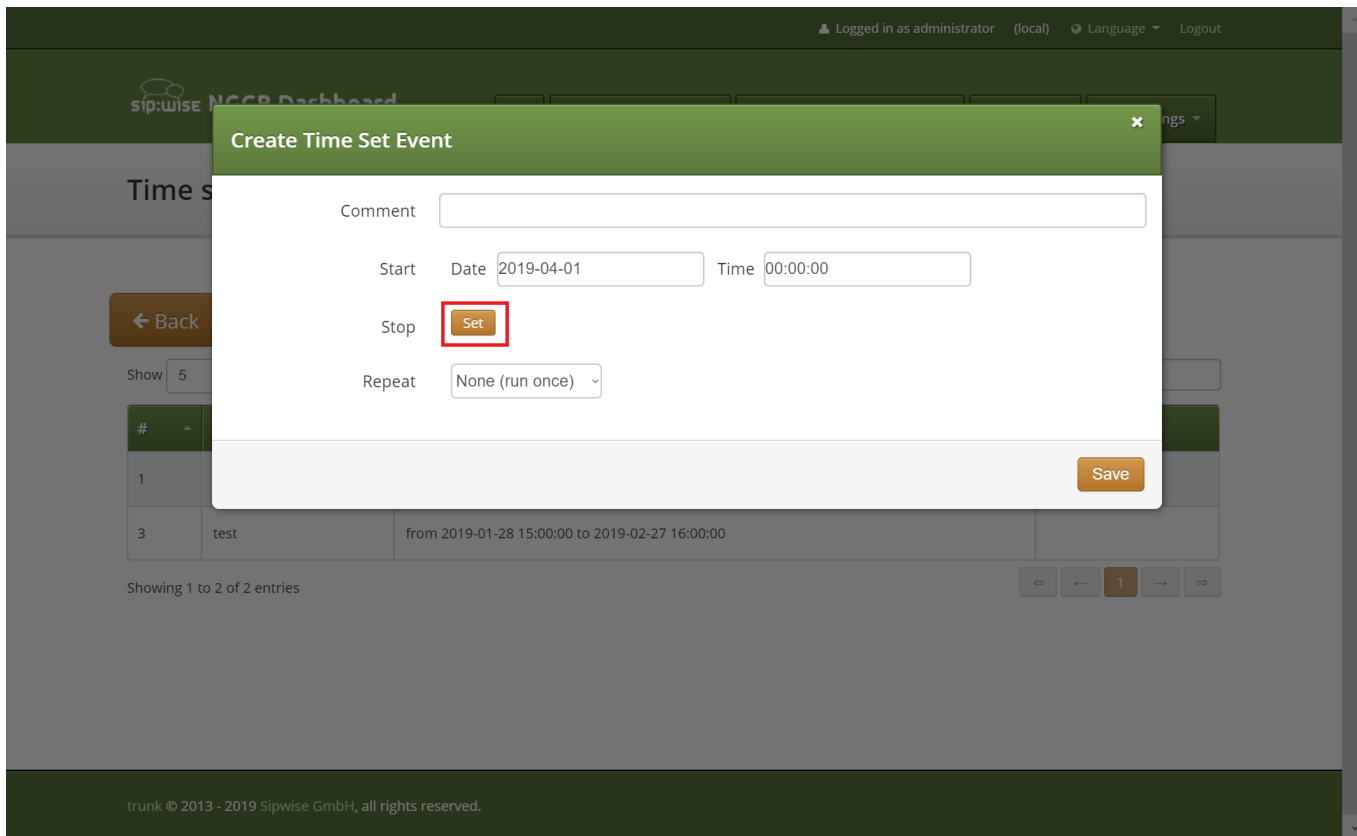 Logged in as administrator (local) Language Logout
sip:wise NGCP Dashboard
ngs
Create Time Set Event
Time s
Comment
Start Date 2019-04-01 Time 00:00:00
Back
Stop Set
Show 5
Repeat None (run once)
#
1
Save
3 test from 2019-01-28 15:00:00 to 2019-02-27 16:00:00
Showing 1 to 2 of 2 entries
⇐ ← 1 → ⇒
trunk © 2013 - 2019 Sipwise GmbH, all rights reserved.